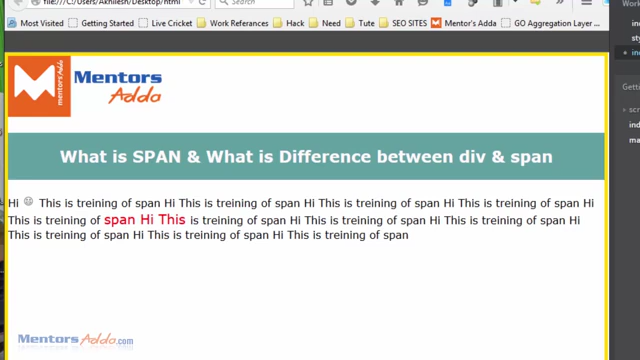 file:///C:/Users/Akhilesh/Desktop/html
Search
Most Visited Getting Started Live Cricket Work Referances Hack Need Tute SEO SITES Mentor's Adda GO Aggregation Layer
mentorsadda
Mentors
Adda
What is SPAN & What is Difference between div & span
Hi This is treining of span Hi This is treining of span Hi This is treining of span Hi This is treining of span Hi
This is treining of span Hi This is treining of span Hi This is treining of span Hi This is treining of span Hi
This is treining of span Hi This is treining of span Hi This is treining of span
Mentors Adda.com
Work
Getti